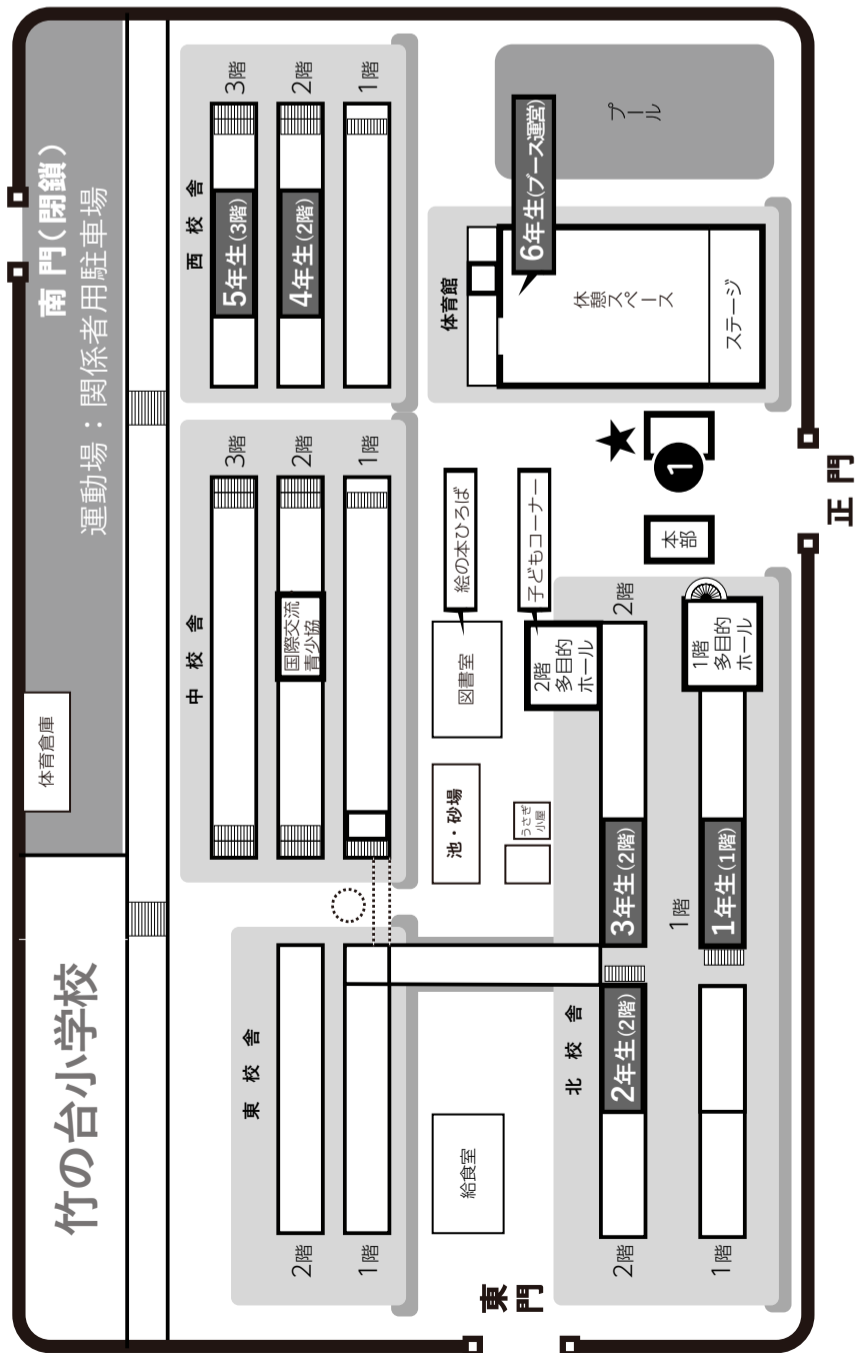 竹の台小学校
南 門（閉鎖）
運動場：関係者用駐車場
体育倉庫
東 校 舎
2階
1階
中 校 舎
3階
2階
1階
国際交流
青少協
西 校 舎
3階
2階
1階
5年生(3階)
4年生(2階)
給食室
池・砂場
うさぎ
小屋
図書室
絵の本ひろば
子どもコーナー
体育館
6年生(ブース運営)
休憩
スペース
ステージ
プール
東
門
北 校 舎
2階
2年生(2階)
3年生(2階)
2階
多目的
ホール
2階
1階
1階
1年生(1階)
1階
多目的
ホール
本
部
★
❶
正 門